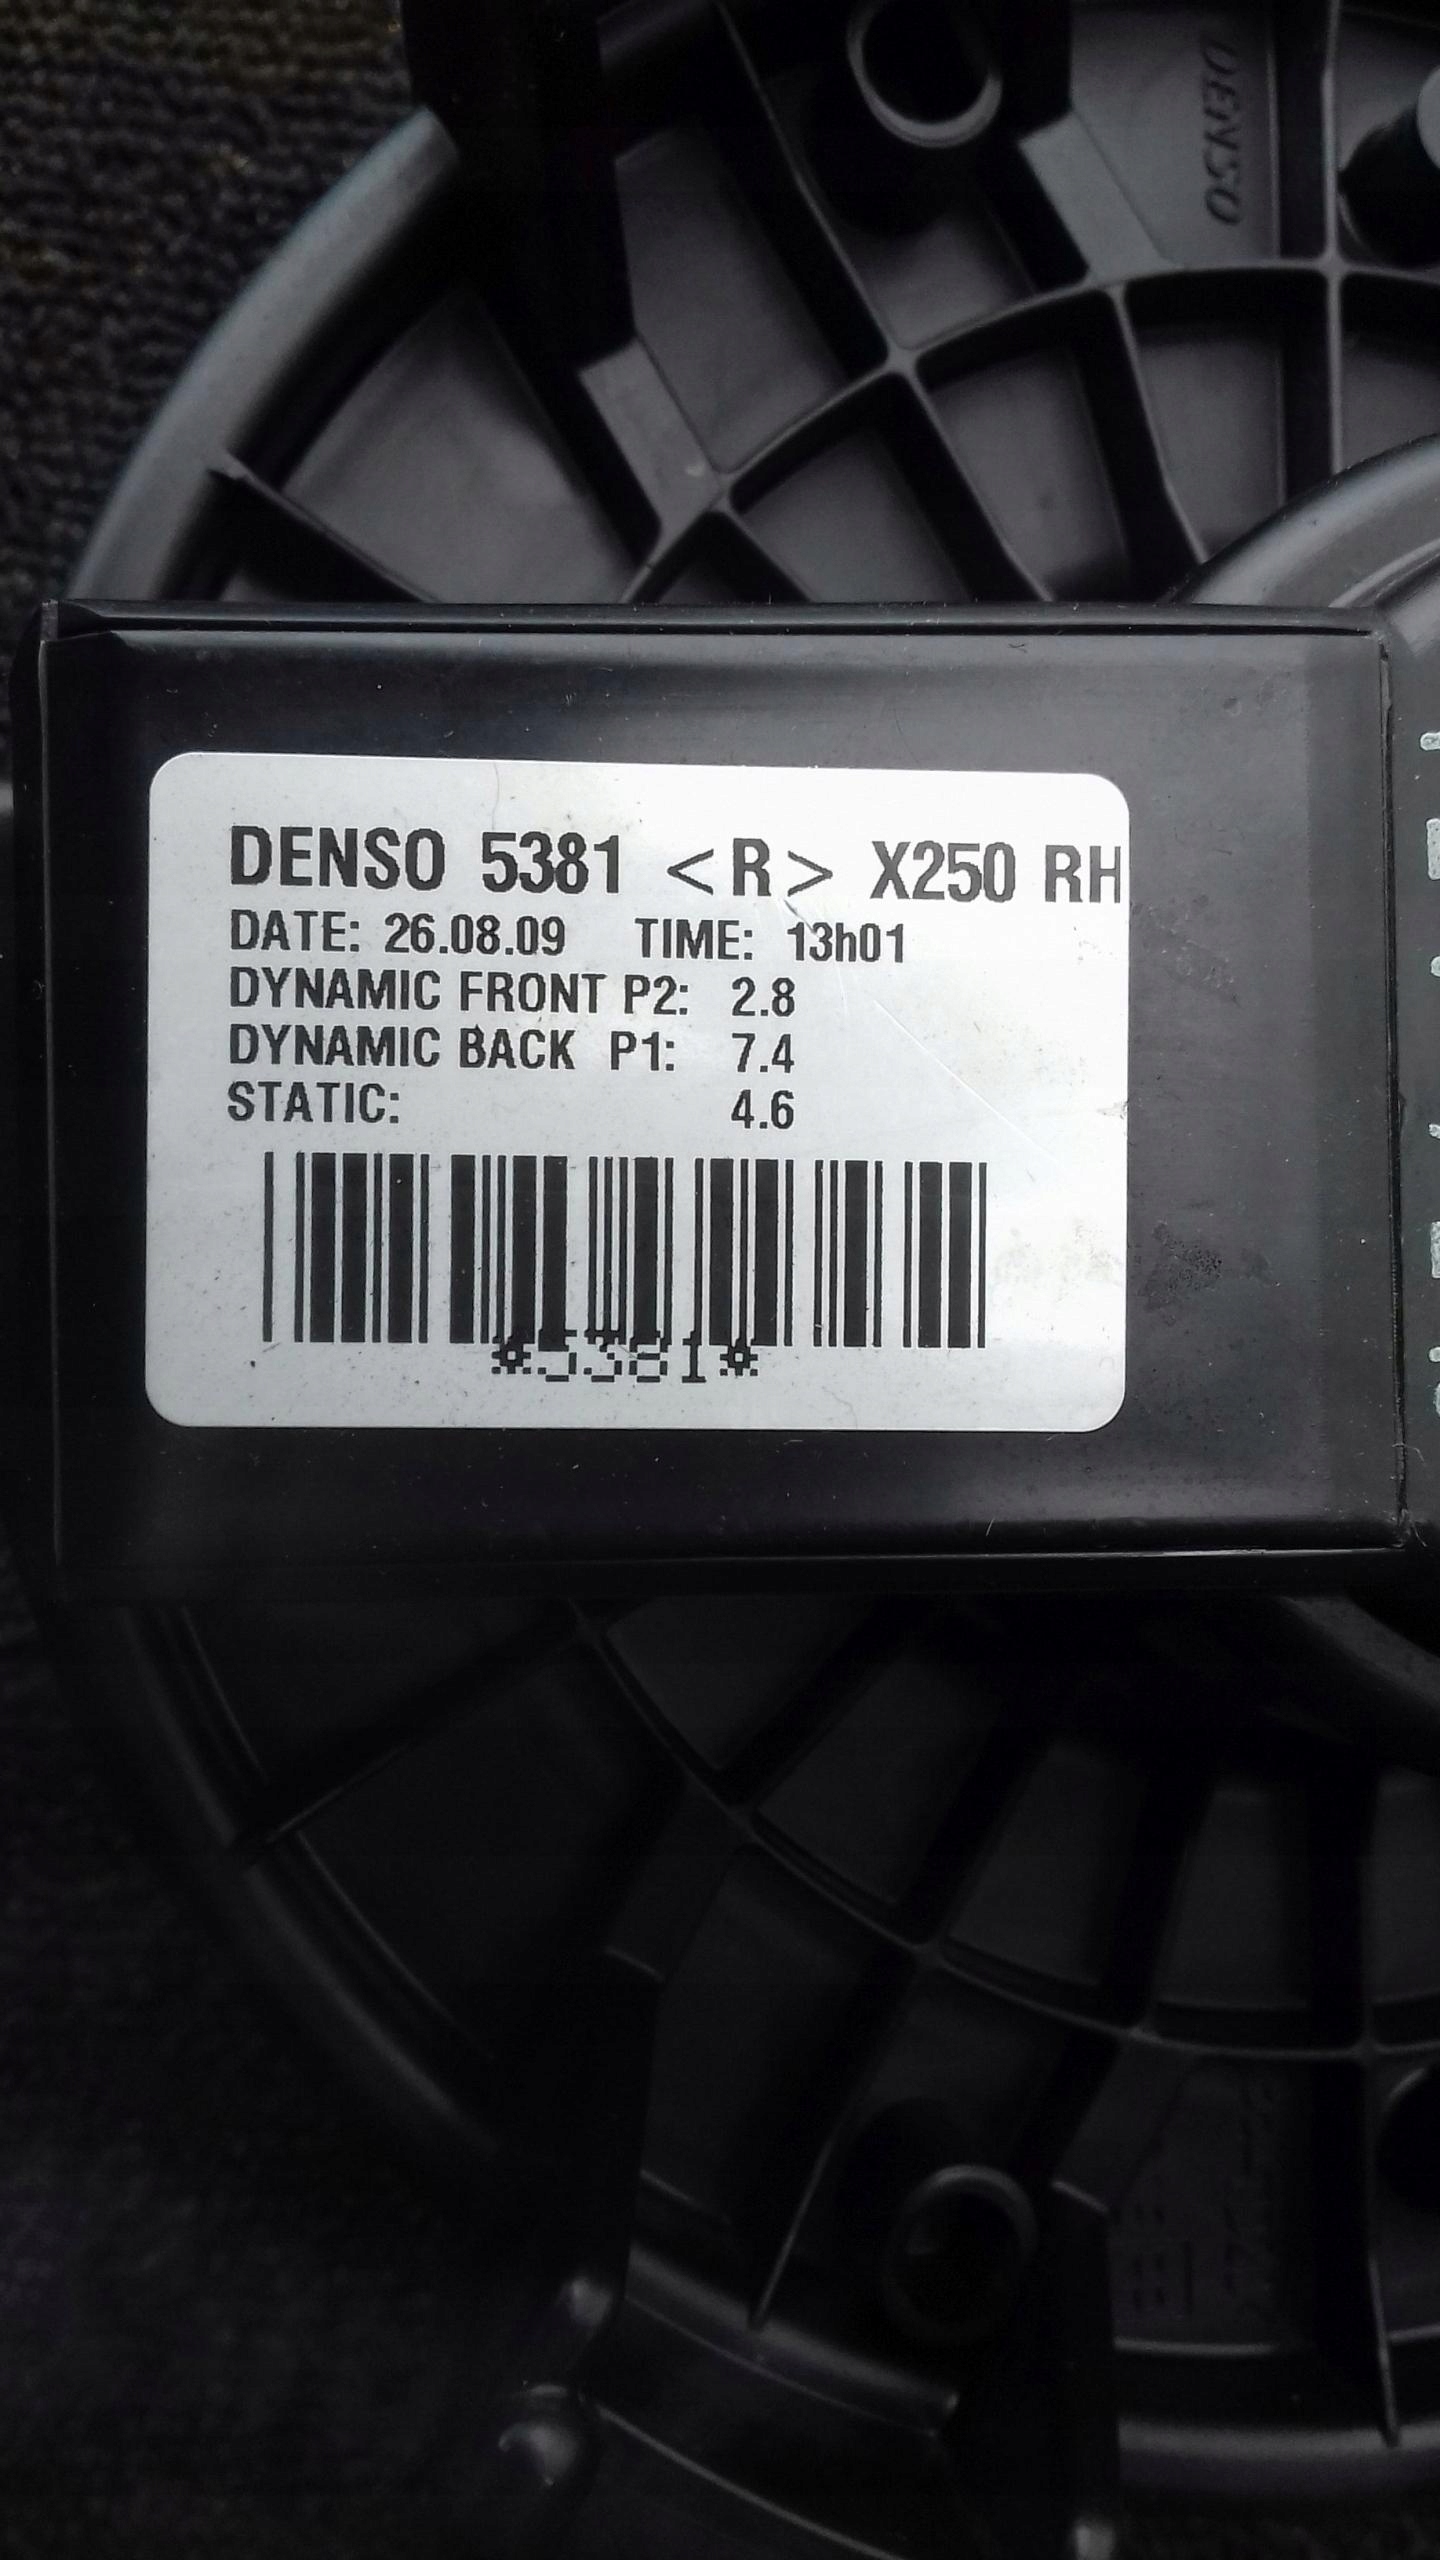 DENSO
DENSO 5381 <R> X250 RH
DATE: 26.08.09 TIME: 13h01
DYNAMIC FRONT P2: 2.8
DYNAMIC BACK P1: 7.4
STATIC: 4.6
*5381*